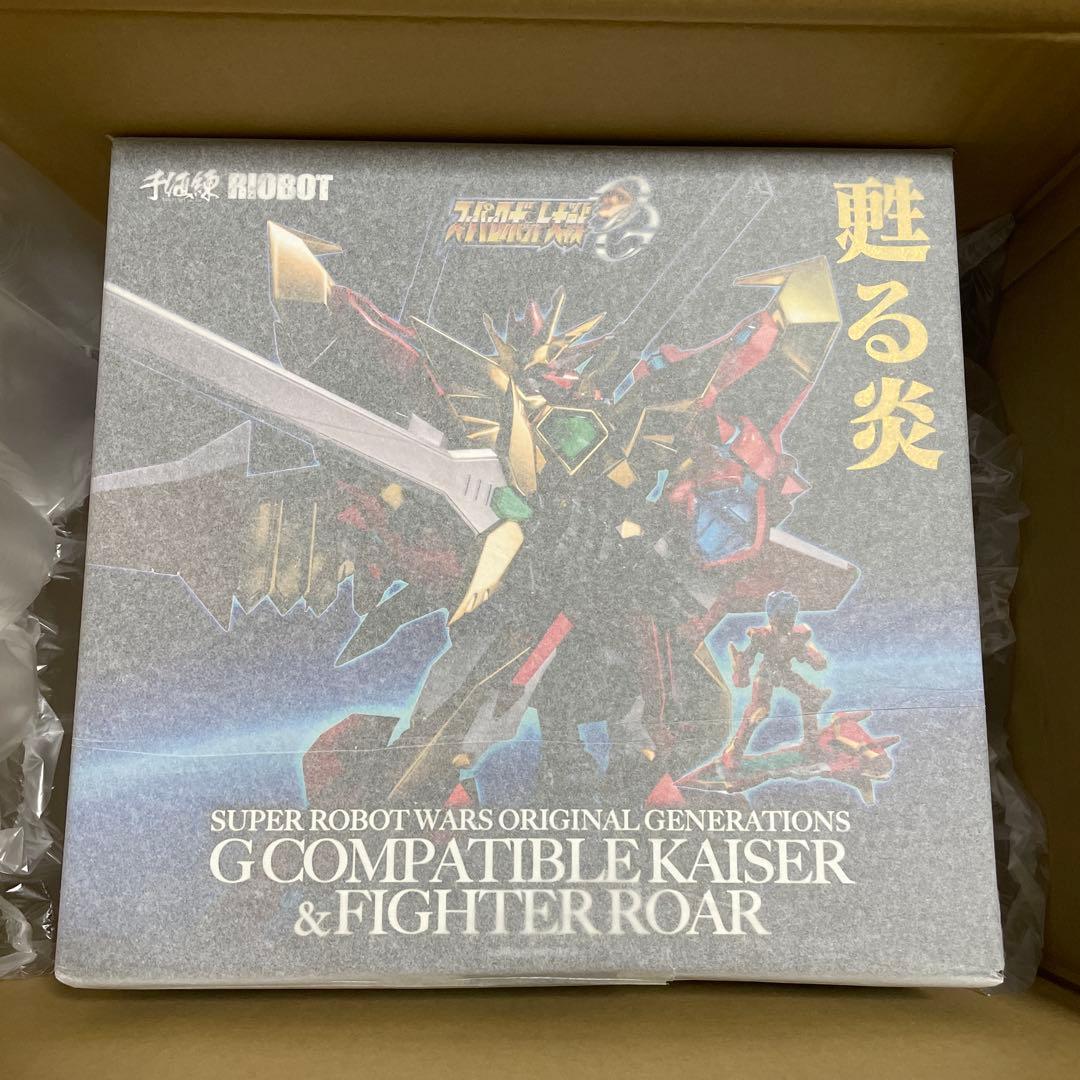 千值練 RIOBOT
スーパーロボット大戦OG
甦る炎
SUPER ROBOT WARS ORIGINAL GENERATIONS
G COMPATIBLE KAISER
& FIGHTER ROAR